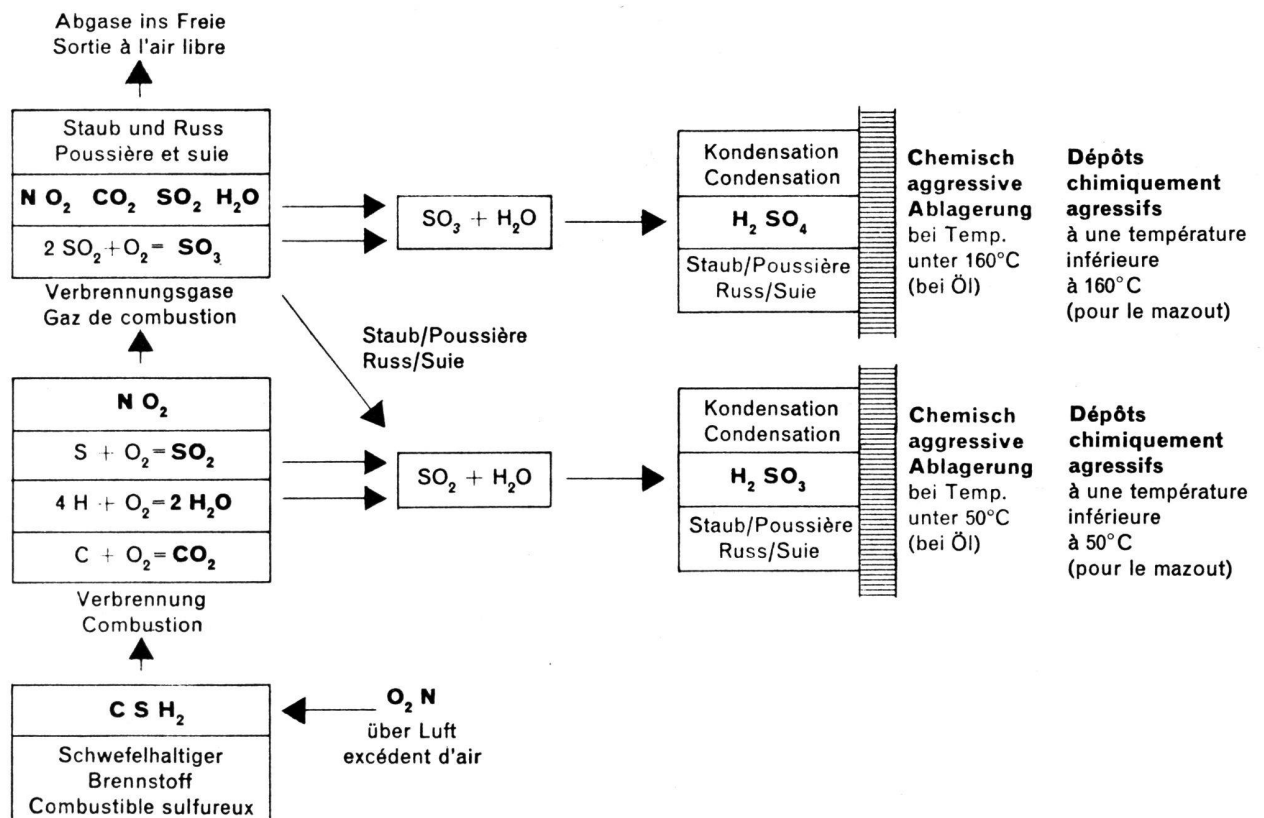 Abgase ins Freie
Sortie à l'air libre
Staub und Russ
Poussière et suie
N O₂ CO₂ SO₂ H₂O
2 SO₂ + O₂ = SO₃
Verbrennungsgase
Gaz de combustion
N O₂
S + O₂ = SO₂
4 H + O₂ = 2 H₂O
C + O₂ = CO₂
Verbrennung
Combustion
C S H₂
Schwefelhaltiger
Brennstoff
Combustible sulfureux
O₂ N
über Luft
excédent d'air
SO₃ + H₂O
Staub/Poussière
Russ/Suie
SO₂ + H₂O
Kondensation
Condensation
H₂ SO₄
Staub/Poussière
Russ/Suie
Chemisch
aggressive
Ablagerung
bei Temp.
unter 160°C
(bei Öl)
Dépôts
chimiquement
agressifs
à une température
inférieure
à 160°C
(pour le mazout)
Kondensation
Condensation
H₂ SO₃
Staub/Poussière
Russ/Suie
Chemisch
aggressive
Ablagerung
bei Temp.
unter 50°C
(bei Öl)
Dépôts
chimiquement
agressifs
à une température
inférieure
à 50°C
(pour le mazout)